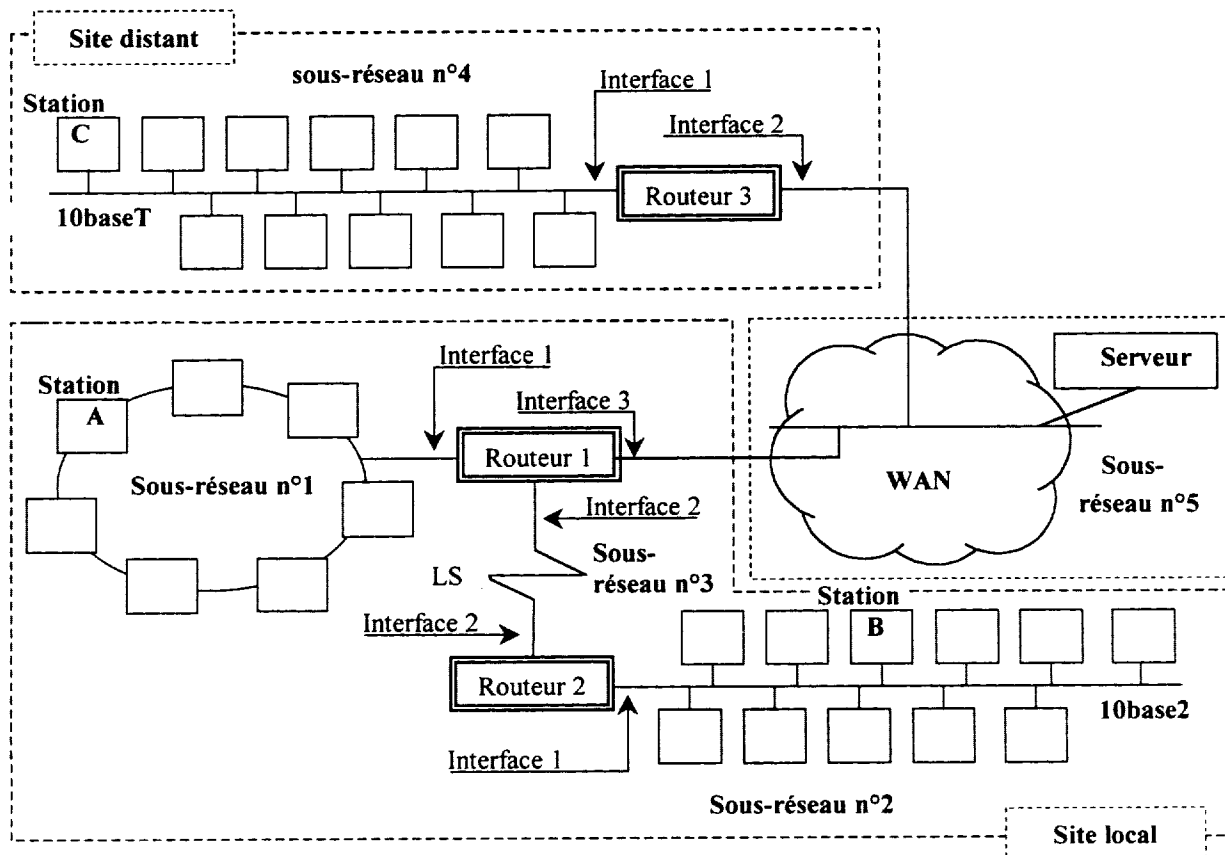 Site distant
sous-réseau n°4
Interface 1
Station
C
Interface 2
Routeur 3
10baseT
Interface 1
Serveur
Station
A
Interface 3
Routeur 1
Sous-réseau n°1
WAN
Sous-
réseau n°5
Interface 2
Sous-
réseau n°3
LS
Station
B
Interface 2
Routeur 2
10base2
Interface 1
Sous-réseau n°2
Site local